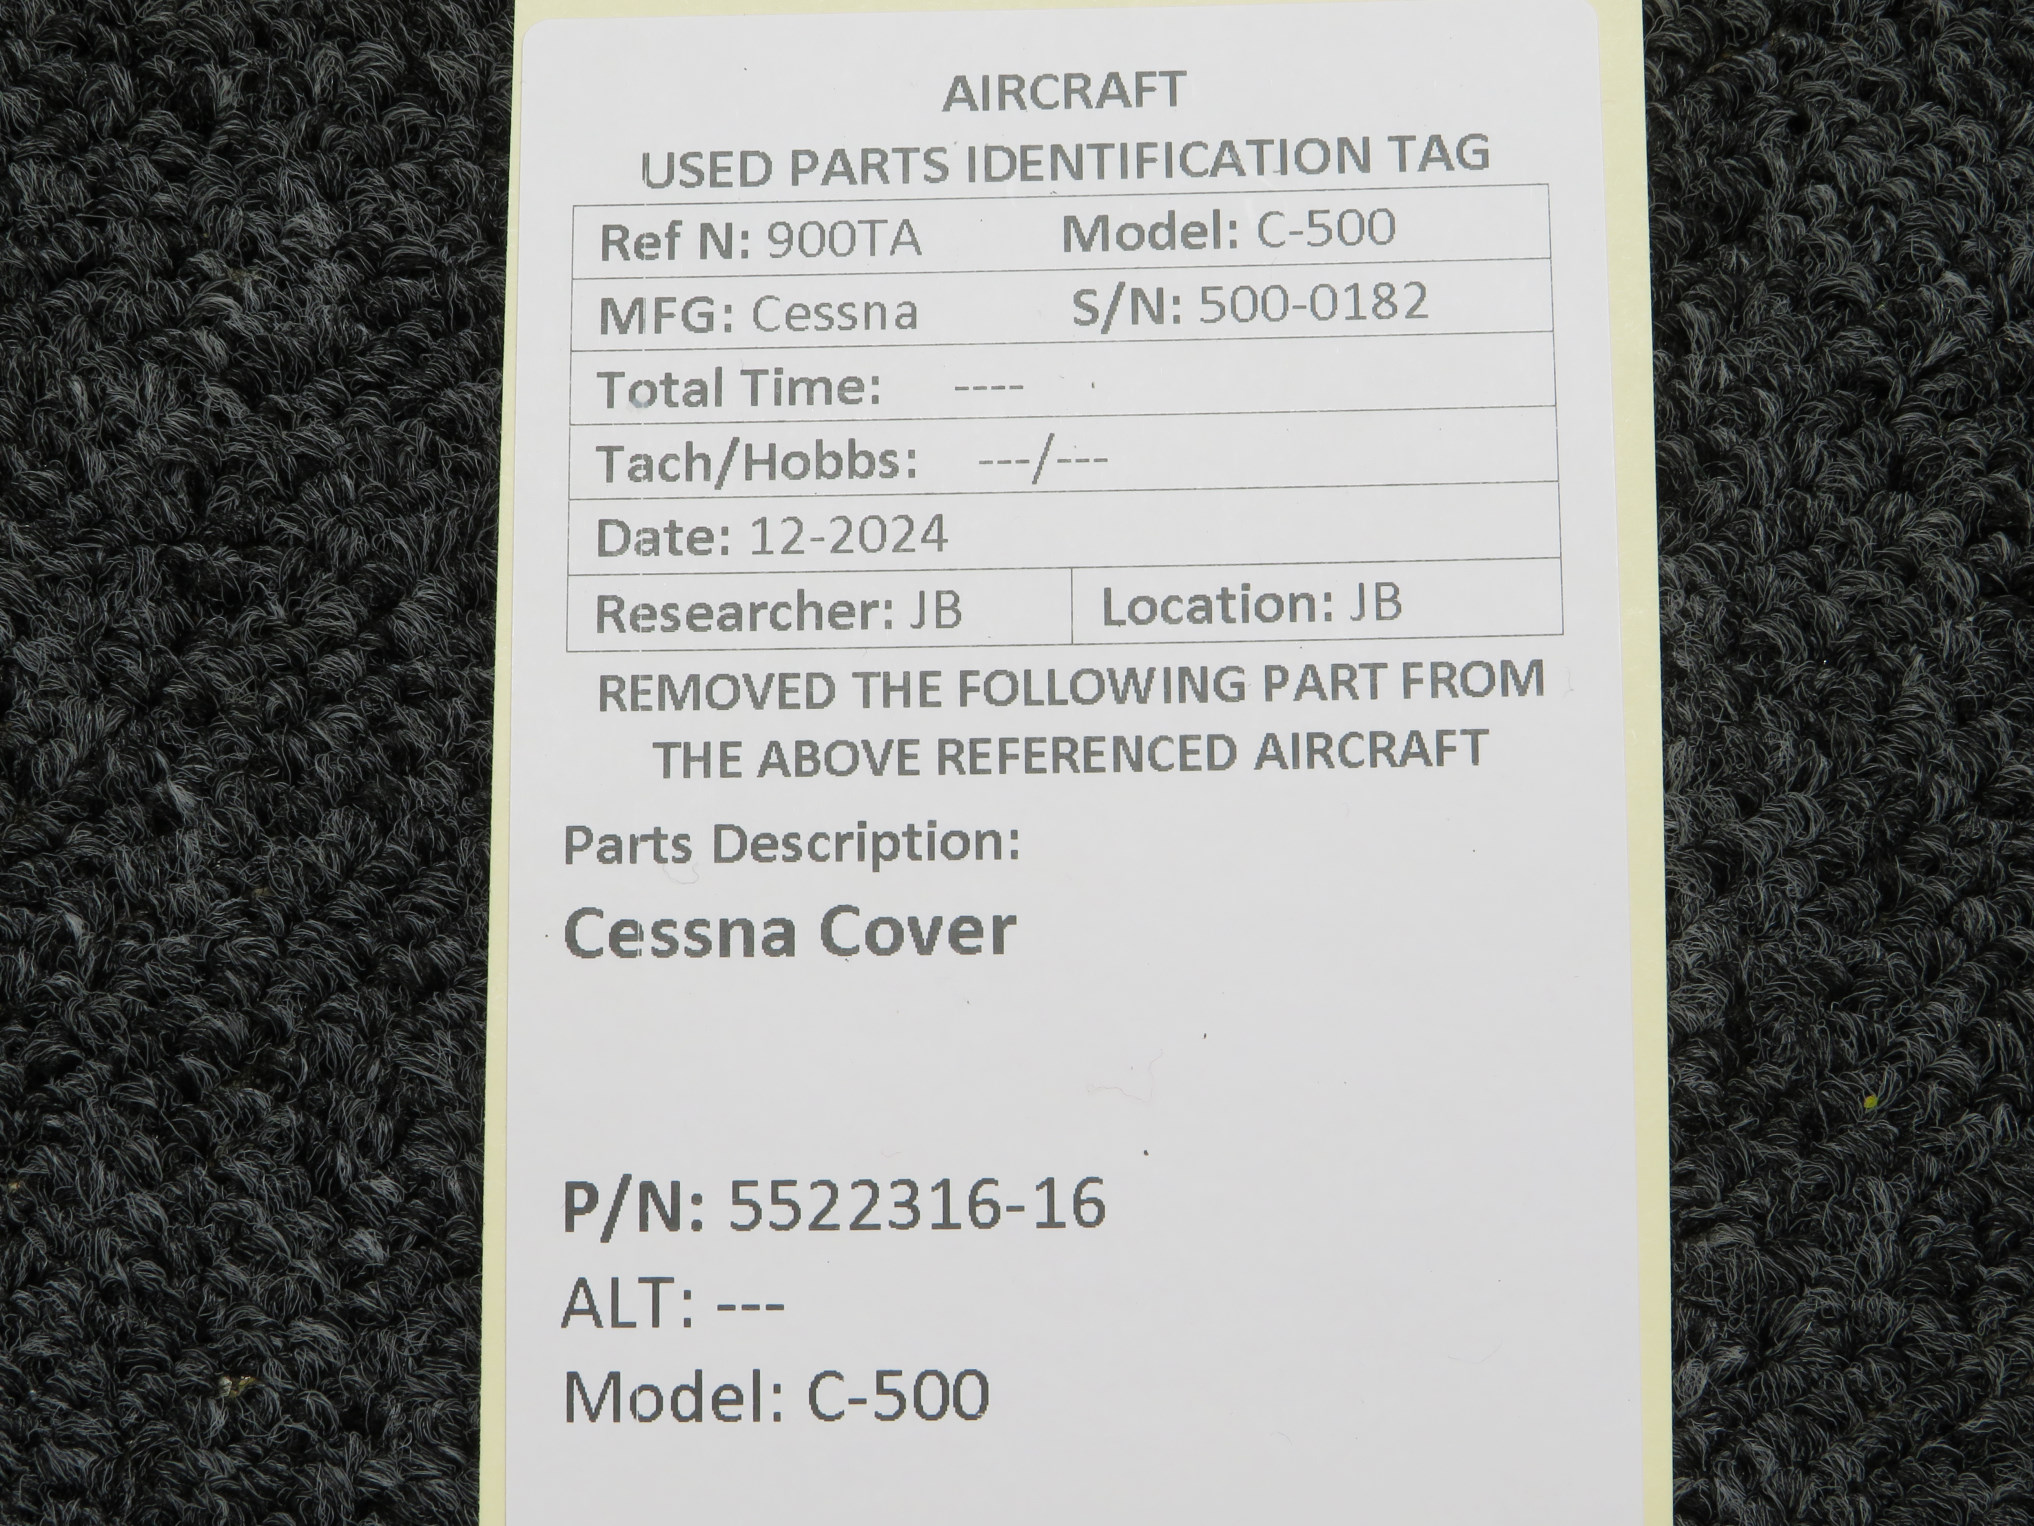 AIRCRAFT
USED PARTS IDENTIFICATION TAG
Ref N: 900TA Model: C-500
MFG: Cessna S/N: 500-0182
Total Time: ----
Tach/Hobbs: ---/---
Date: 12-2024
Researcher: JB Location: JB
REMOVED THE FOLLOWING PART FROM
THE ABOVE REFERENCED AIRCRAFT
Parts Description:
Cessna Cover
P/N: 5522316-16
ALT: ---
Model: C-500